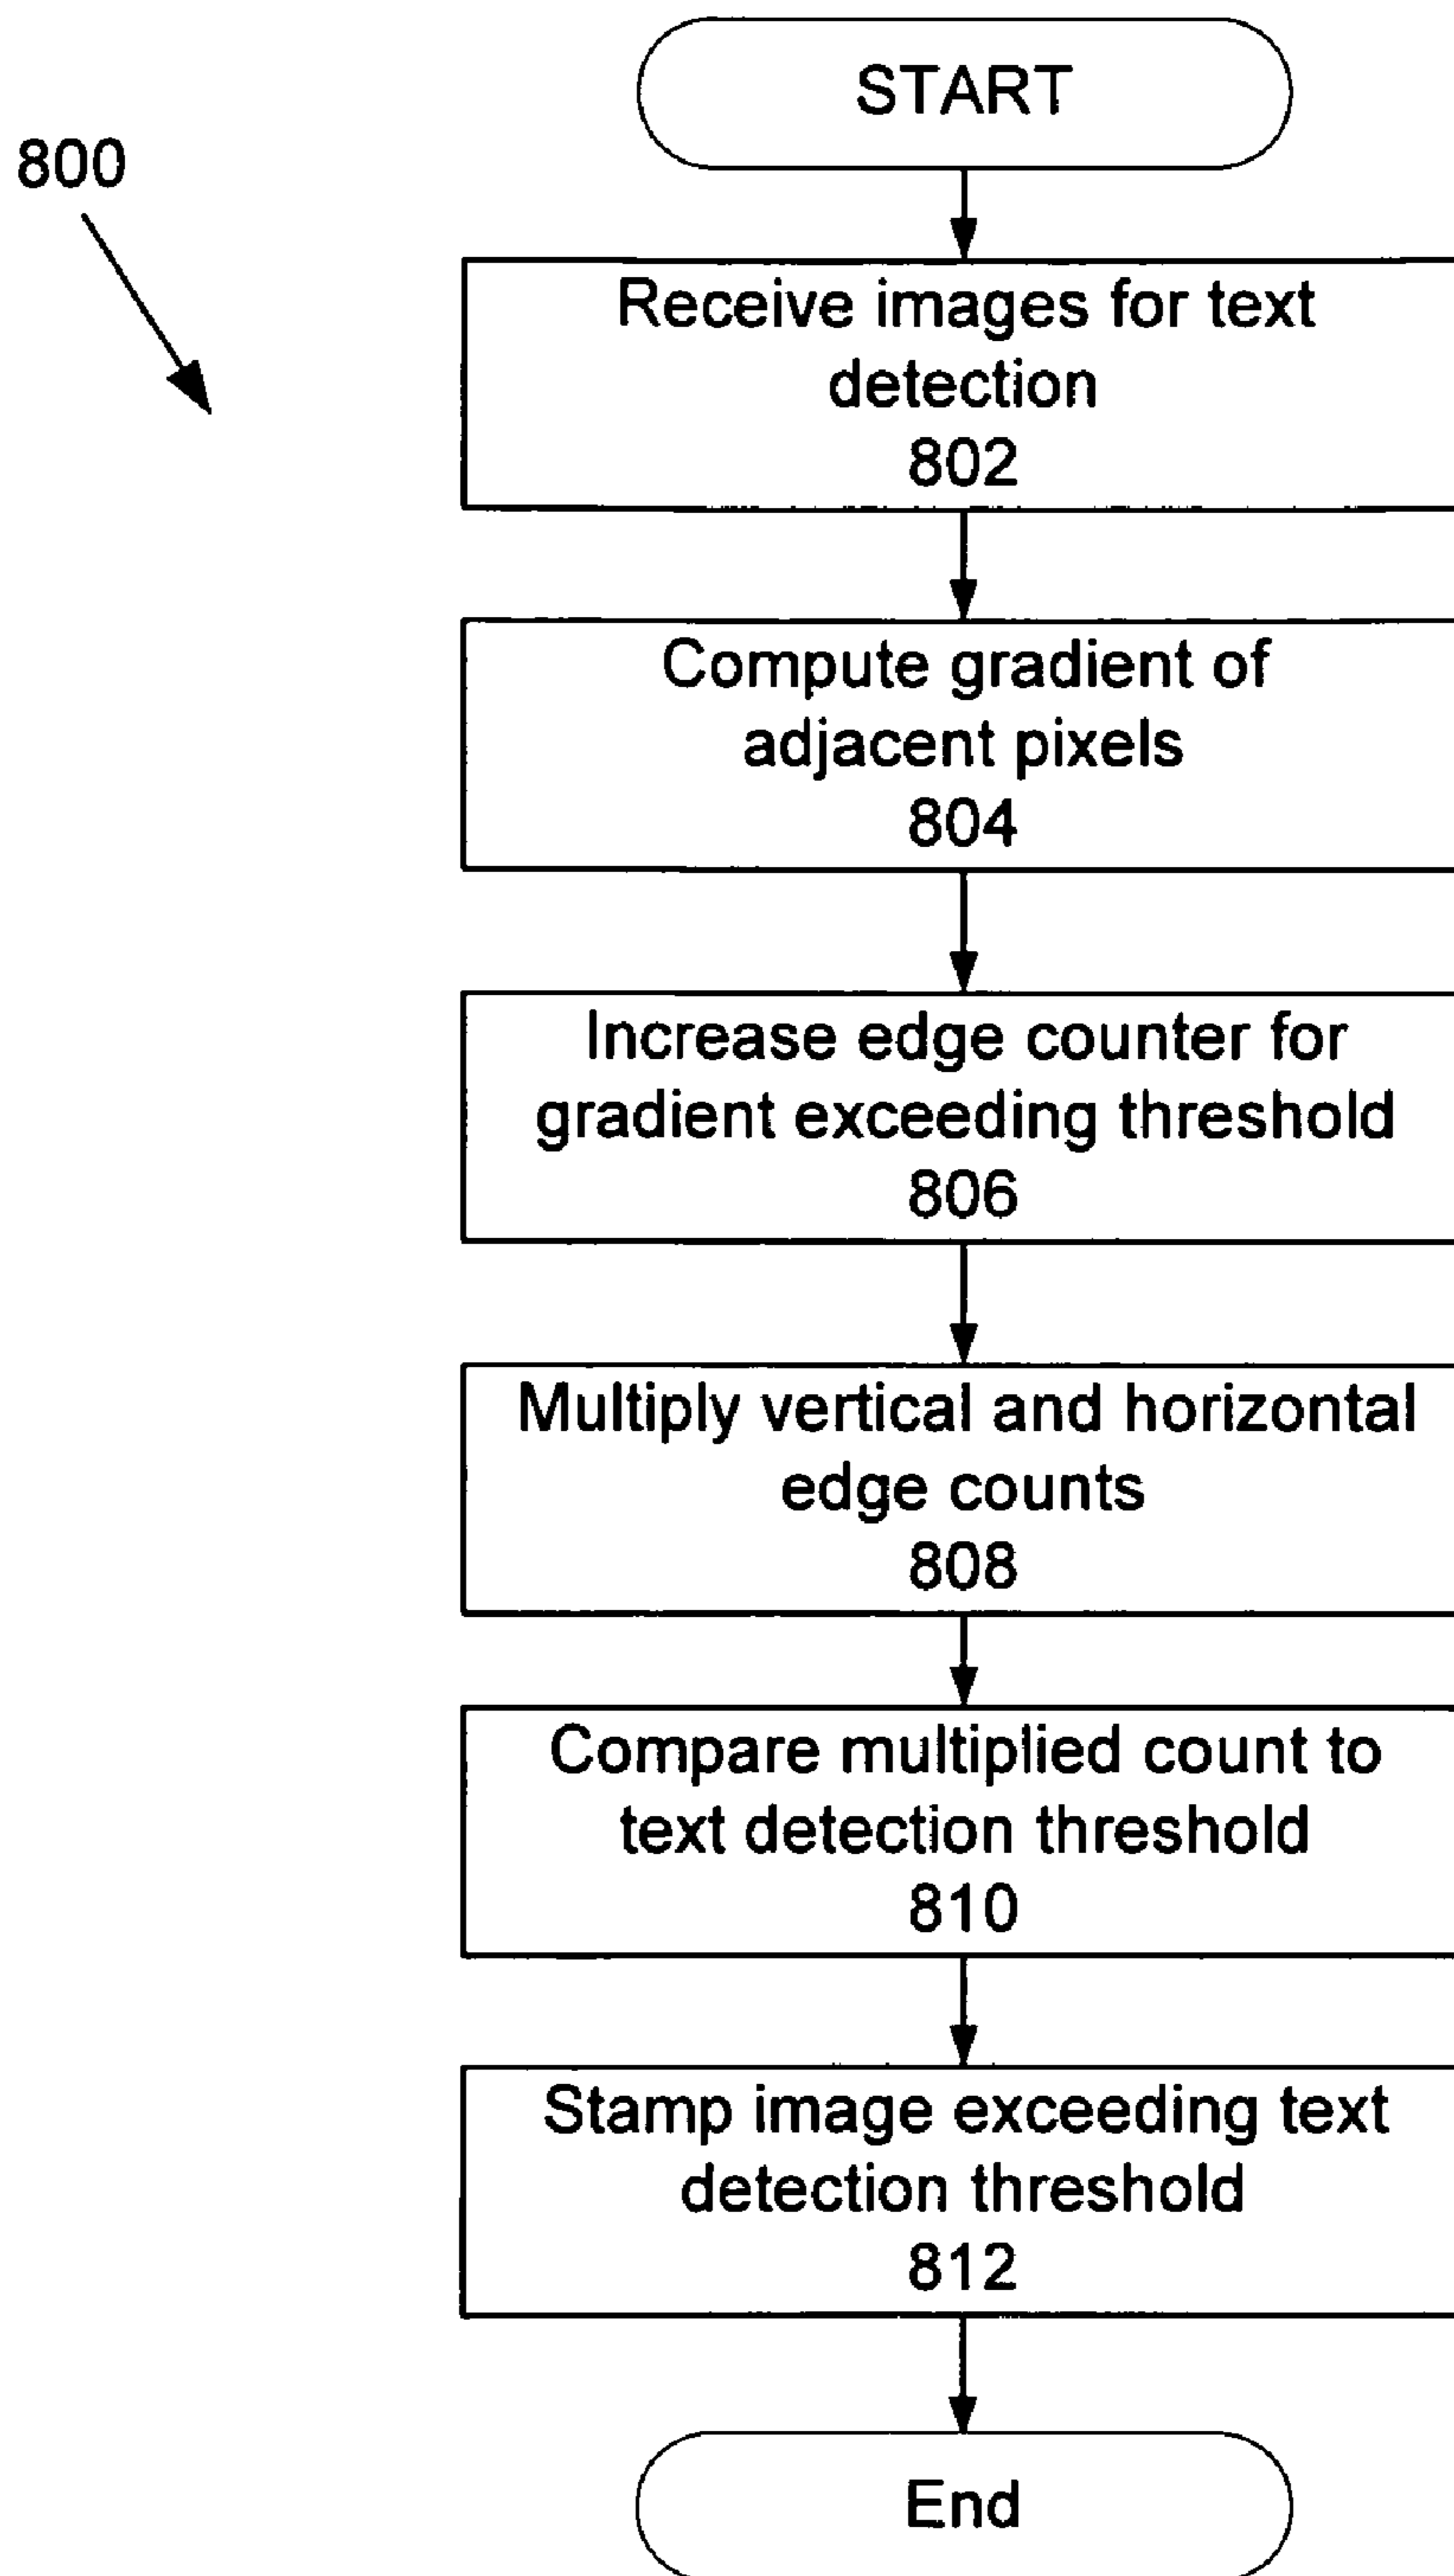 START
800
Receive images for text
detection
802
Compute gradient of
adjacent pixels
804
Increase edge counter for
gradient exceeding threshold
806
Multiply vertical and horizontal
edge counts
808
Compare multiplied count to
text detection threshold
810
Stamp image exceeding text
detection threshold
812
End